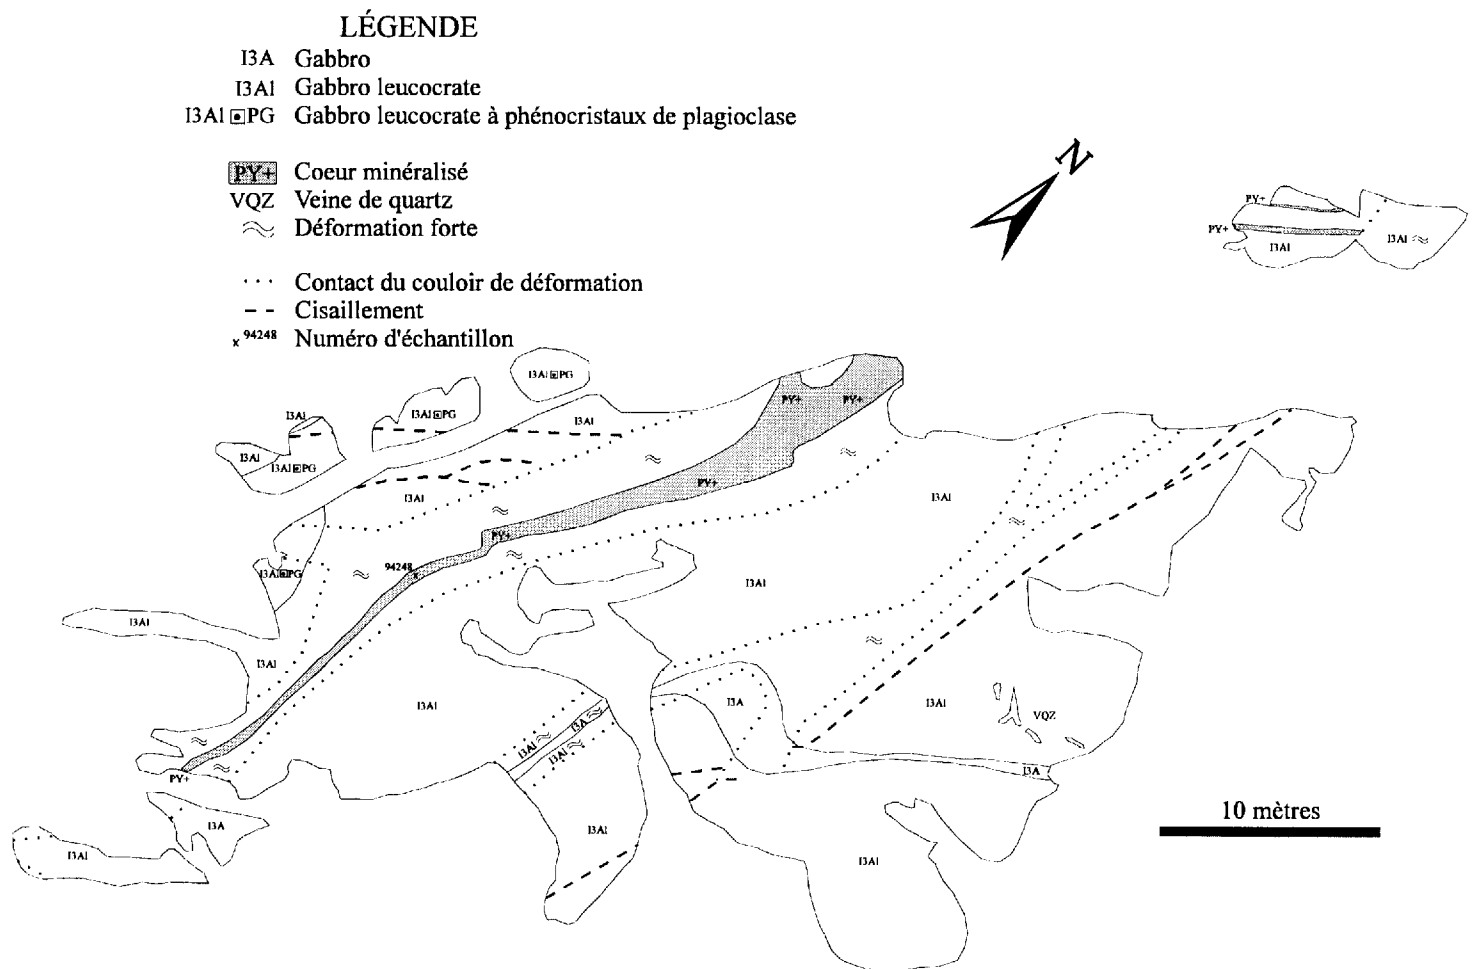 LÉGENDE
I3A Gabbro
I3Al Gabbro leucocrate
I3Al PG Gabbro leucocrate à phénocristaux de plagioclase
PY+ Coeur minéralisé
VQZ Veine de quartz
Déformation forte
Contact du couloir de déformation
Cisaillement
x 94248 Numéro d'échantillon
N
PY+
PY+
I3Al
I3Al
I3Al PG
I3Al
I3Al PG
I3Al
I3Al
I3Al PG
PY+
PY+
I3Al
PY+
I3Al
PY+
94248
x
I3Al PG
I3Al
I3Al
I3Al
I3Al
I3A
I3Al
I3A
I3Al
I3Al
VQZ
I3A
PY+
10 mètres
I3A
I3Al
I3Al
I3Al